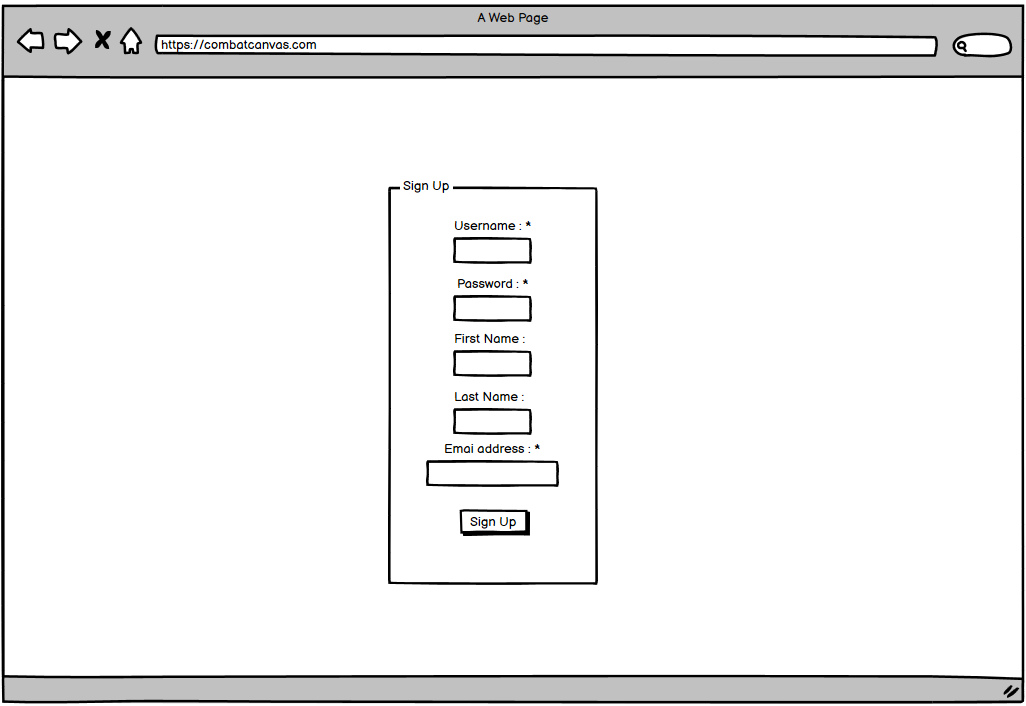 A Web Page
https://combatcanvas.com
Sign Up
Username : *
Password : *
First Name :
Last Name :
Emai address : *
Sign Up